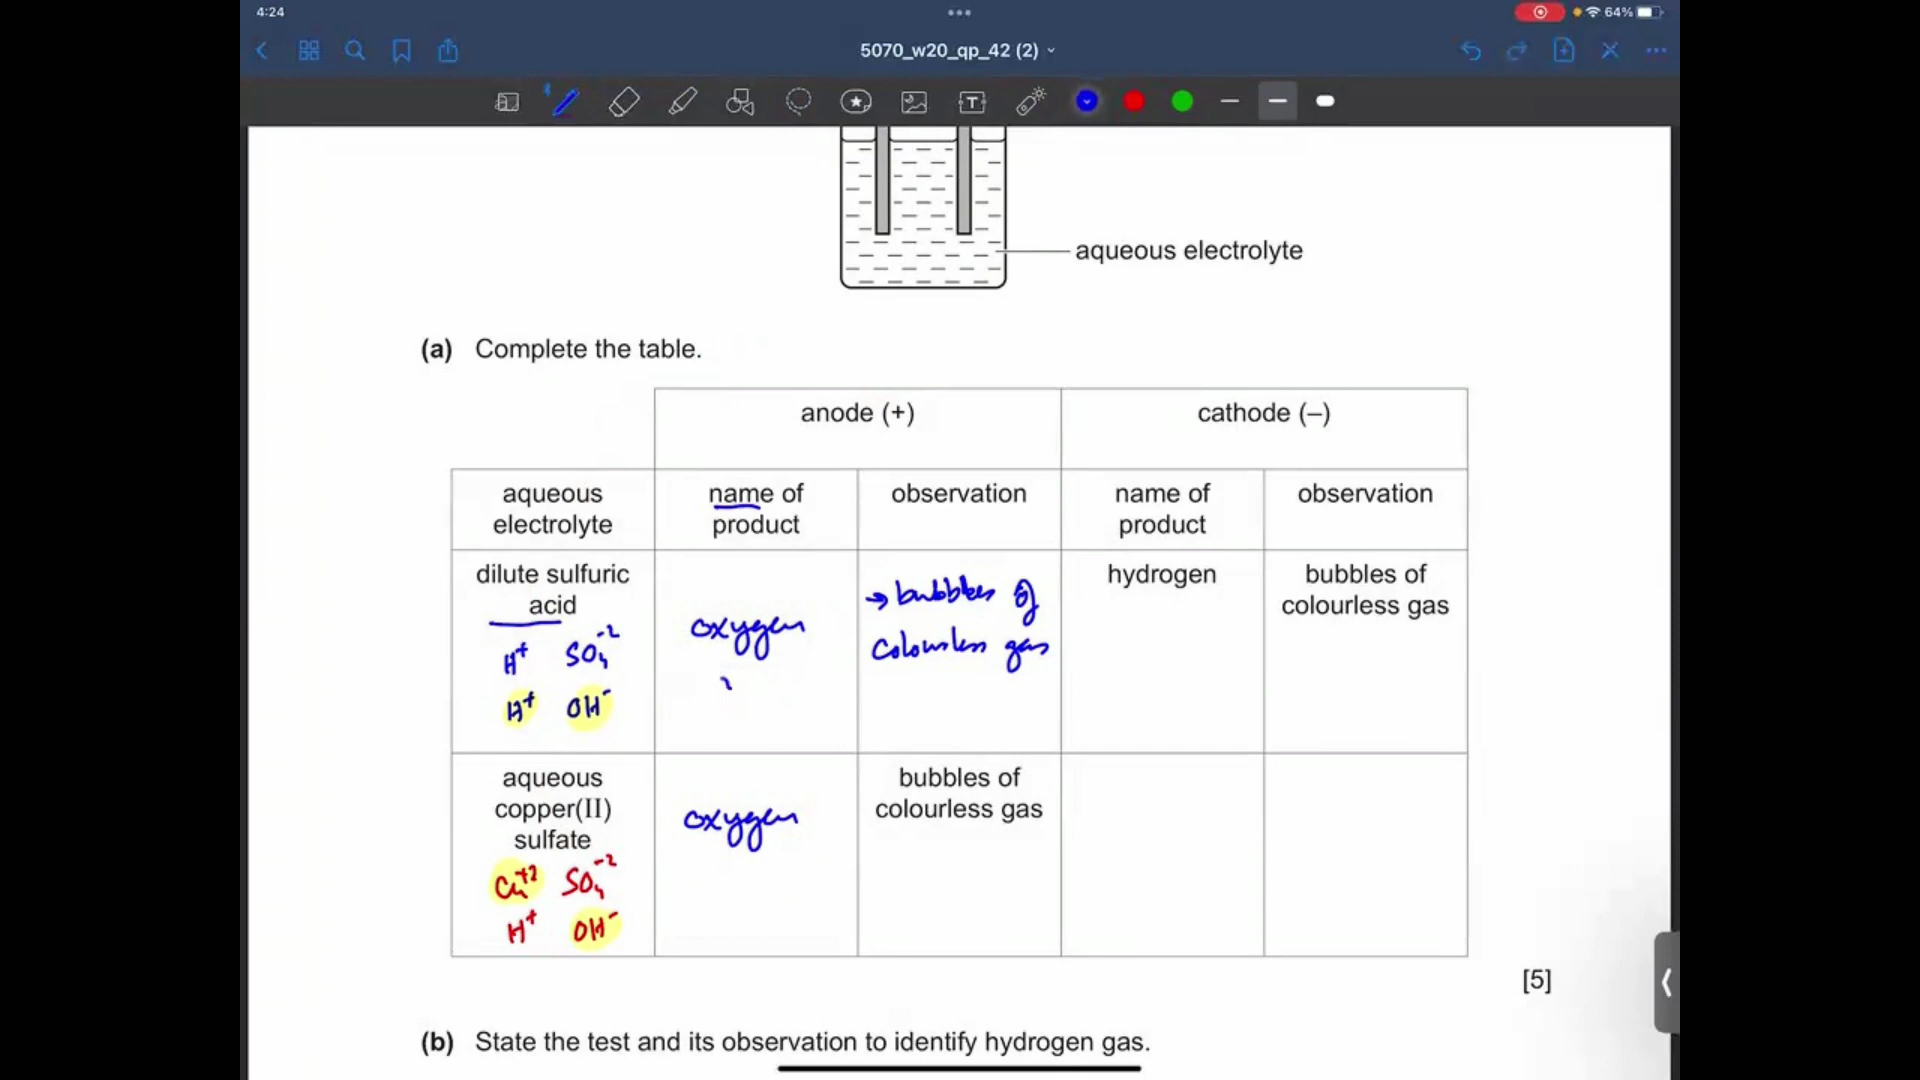 4:24
64%
5070_w20_qp_42 (2)
T
aqueous electrolyte
(a) Complete the table.
anode (+) cathode (–)
aqueous electrolyte
name of product
observation
name of product
observation
dilute sulfuric
acid
H⁺ SO₄⁻²
H⁺ OH⁻
oxygen
→ bubbles of
colourless gas
hydrogen
bubbles of
colourless gas
aqueous
copper(II)
sulfate
Cu⁺² SO₄⁻²
H⁺ OH⁻
oxygen
bubbles of
colourless gas
[5]
(b) State the test and its observation to identify hydrogen gas.